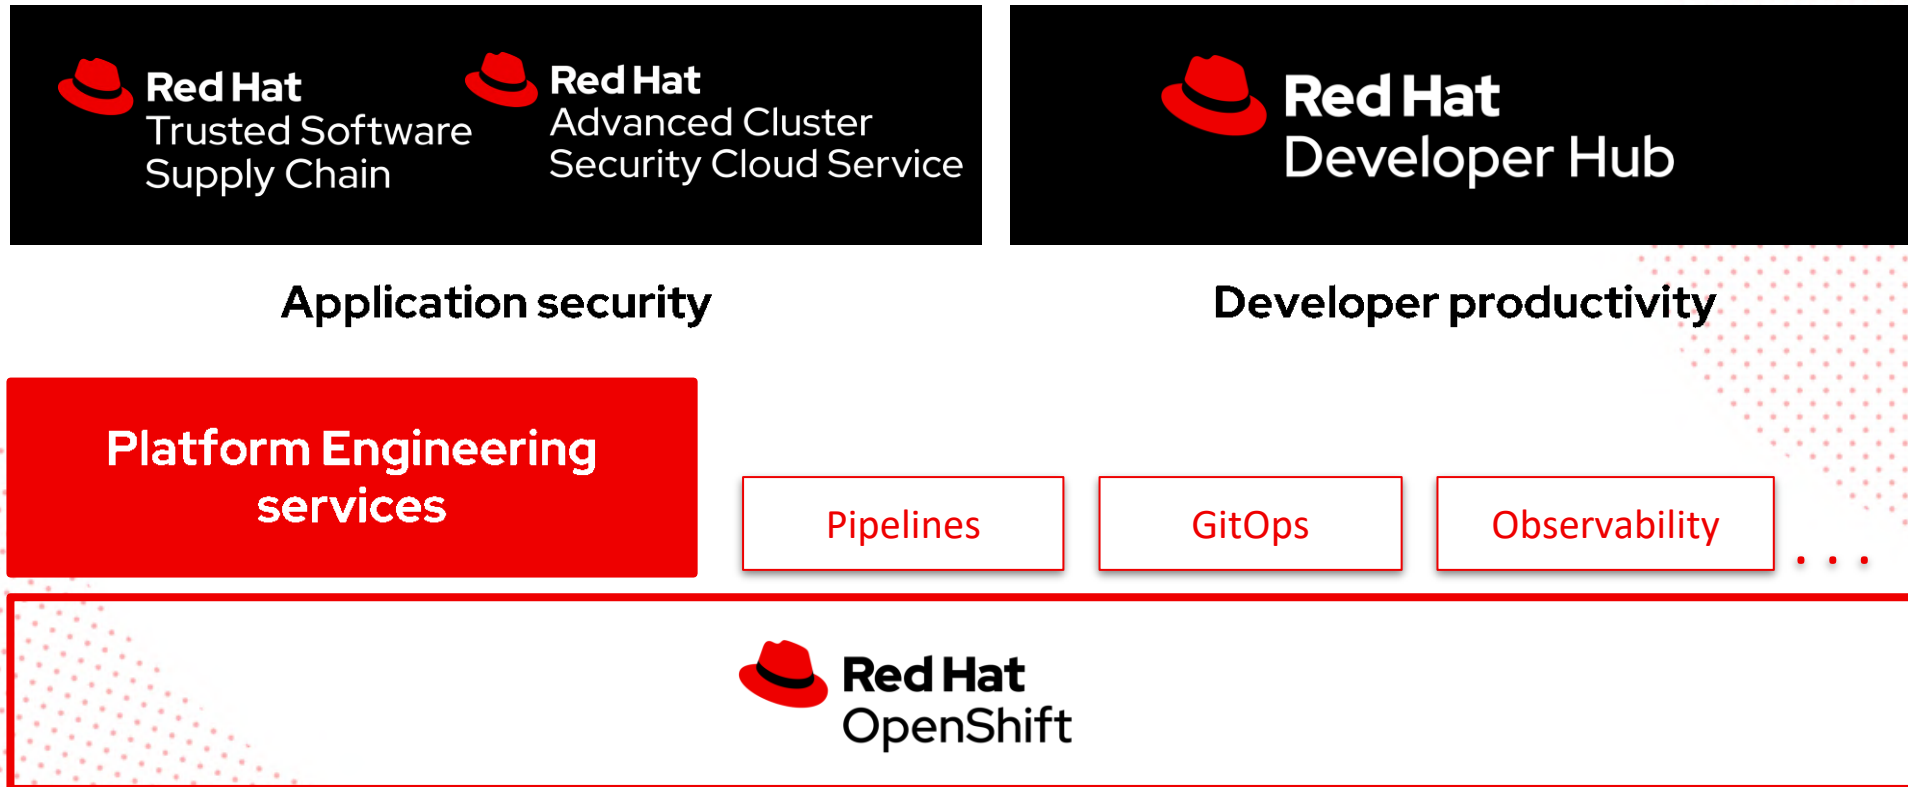 Red Hat
Trusted Software
Supply Chain
Red Hat
Advanced Cluster
Security Cloud Service
Red Hat
Developer Hub
Application security
Developer productivity
Platform Engineering
services
Pipelines
GitOps
Observability
...
Red Hat
OpenShift